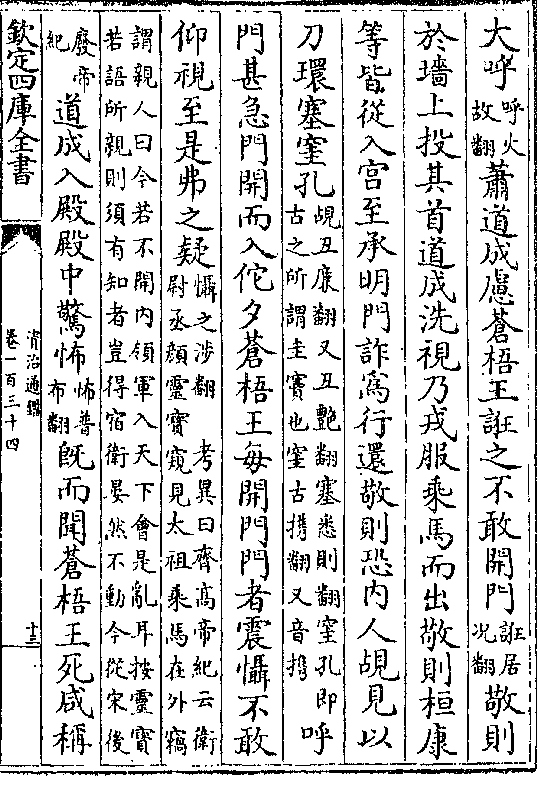 大呼呼火故翻蕭道成慮蒼梧王誑之不敢開門誑居况翻敬則
於墻上投其首道成洗視乃戎服乘馬而出敬則桓康
等皆從入宫至承明門詐為行還敬則恐内人覘見以
刀環塞窐孔覘丑廉翻又丑艷翻塞悉則翻窐孔即古之所謂圭竇也窐古攜翻又音攜呼
門甚急門開而入佗夕蒼梧王每開門門者震懾不敢
仰視至是弗之疑懾之涉翻 考異曰齊高帝紀云衛尉丞顔靈寶窺見太祖乘馬在外竊
謂親人曰今若不開内領軍入天下會是亂耳按靈寶若語所親則須有知者豈得宿衛晏然不動今從宋後
廢帝紀道成入殿殿中驚怖怖普布翻既而聞蒼梧王死咸稱
欽定四庫全書
資治通鑑
卷一百三十四
十三